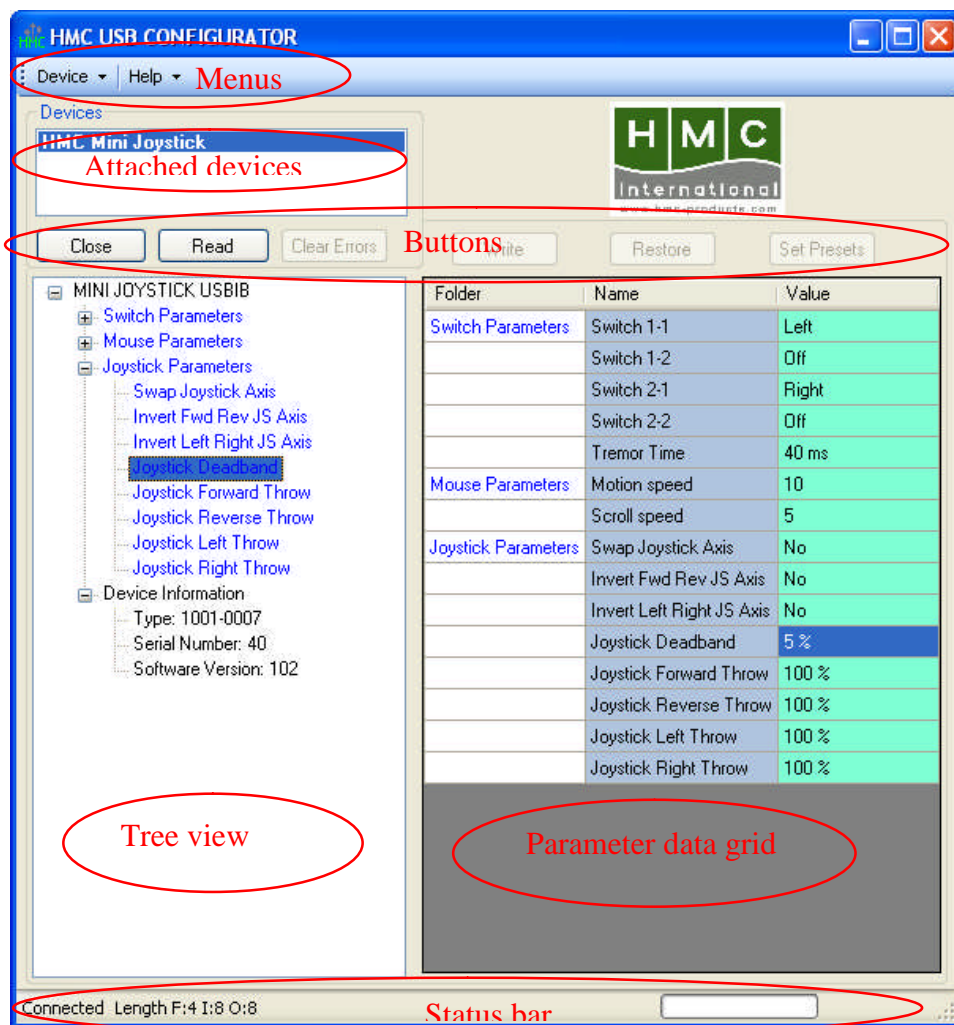 HMC USB CONFIGURATOR
Device Help Menus
Devices
HMC Mini Joystick
Attached devices
H M C
International
www.hmc-products.com
Close Read Clear Errors Buttons Write Restore Set Presets
MINI JOYSTICK USBIB
Switch Parameters
Mouse Parameters
Joystick Parameters
Swap Joystick Axis
Invert Fwd Rev JS Axis
Invert Left Right JS Axis
Joystick Deadband
Joystick Forward Throw
Joystick Reverse Throw
Joystick Left Throw
Joystick Right Throw
Device Information
Type: 1001-0007
Serial Number: 40
Software Version: 102
Tree view
Folder Name Value
Switch Parameters Switch 1-1 Left
Switch 1-2 Off
Switch 2-1 Right
Switch 2-2 Off
Tremor Time 40 ms
Mouse Parameters Motion speed 10
Scroll speed 5
Joystick Parameters Swap Joystick Axis No
Invert Fwd Rev JS Axis No
Invert Left Right JS Axis No
Joystick Deadband 5 %
Joystick Forward Throw 100 %
Joystick Reverse Throw 100 %
Joystick Left Throw 100 %
Joystick Right Throw 100 %
Parameter data grid
Connected Length F:4 I:8 O:8 Status bar